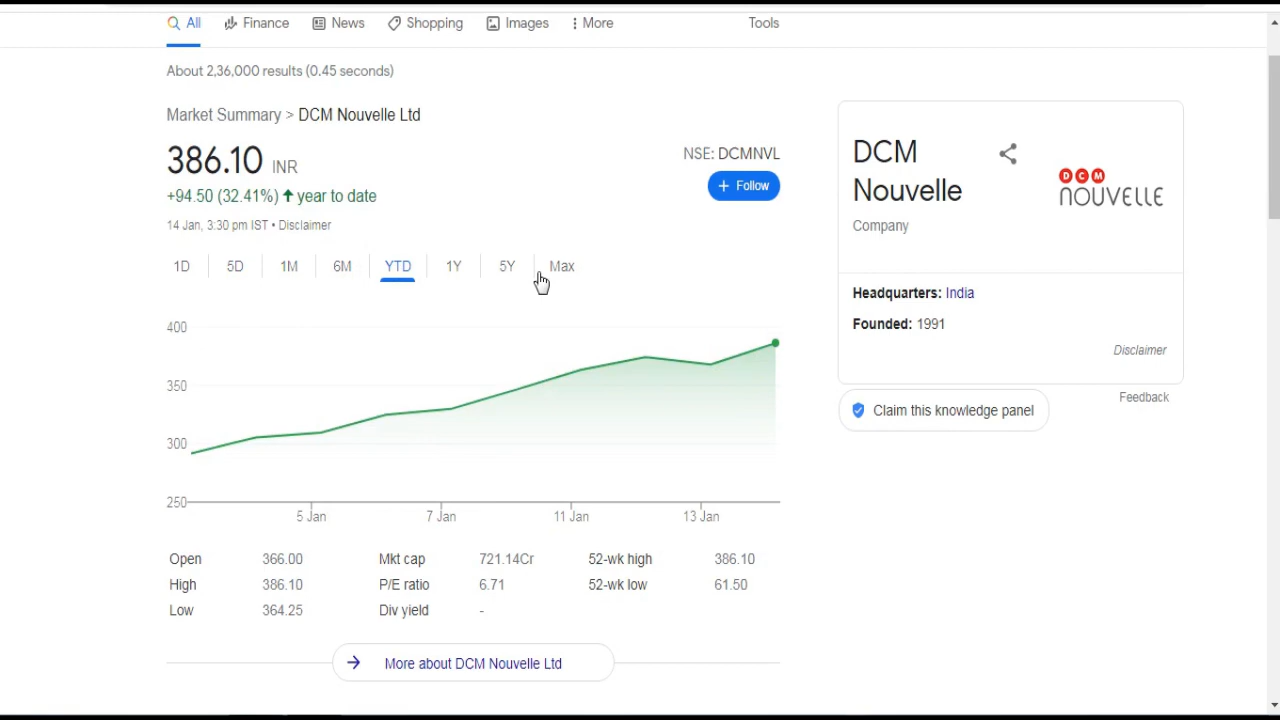 All Finance News Shopping Images More Tools
About 2,36,000 results (0.45 seconds)
Market Summary > DCM Nouvelle Ltd
386.10 INR
+94.50 (32.41%) ↑ year to date
14 Jan, 3:30 pm IST • Disclaimer
NSE: DCMNVL
+ Follow
1D 5D 1M 6M YTD 1Y 5Y Max
400
350
300
250
5 Jan 7 Jan 11 Jan 13 Jan
Open 366.00 Mkt cap 721.14Cr 52-wk high 386.10
High 386.10 P/E ratio 6.71 52-wk low 61.50
Low 364.25 Div yield -
More about DCM Nouvelle Ltd
DCM
Nouvelle
Company
DCM
NOUVELLE
Headquarters: India
Founded: 1991
Disclaimer
Feedback
Claim this knowledge panel